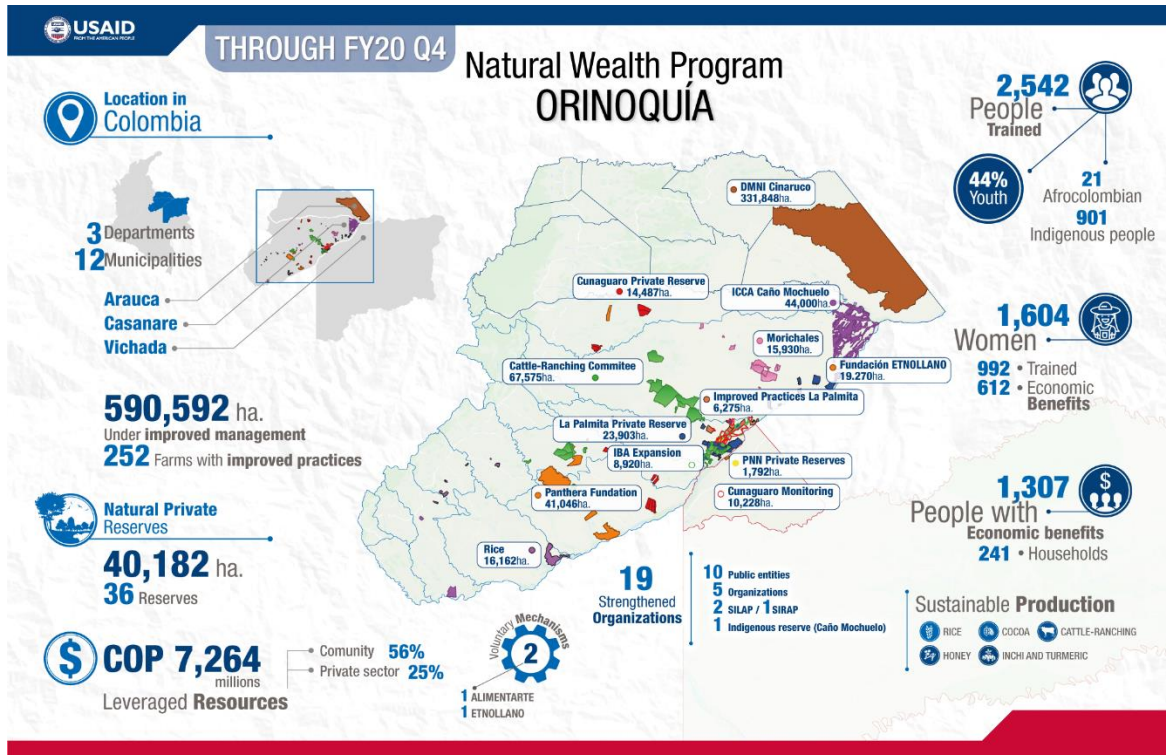 USAID
FROM THE AMERICAN PEOPLE
THROUGH FY20 Q4
Natural Wealth Program
ORINOQUÍA
Location in
Colombia
3 Departments
12 Municipalities
Arauca
Casanare
Vichada
590,592 ha.
Under improved management
252 Farms with improved practices
Natural Private
Reserves
40,182 ha.
36 Reserves
$ COP 7,264
millions
Leveraged Resources
Comunity 56%
Private sector 25%
DMNI Cinaruco
331,848ha.
Cunaguaro Private Reserve
14,487ha.
ICCA Caño Mochuelo
44,000ha.
Morichales
15,930ha.
Cattle-Ranching Commitee
67,575ha.
Fundación ETNOLLANO
19.270ha.
Improved Practices La Palmita
6,275ha.
La Palmita Private Reserve
23,903ha.
IBA Expansion
8,920ha.
PNN Private Reserves
1,792ha.
Panthera Fundation
41,046ha.
Cunaguaro Monitoring
10,228ha.
Rice
16,162ha.
Voluntary Mechanisms
2
1 ALIMENTARTE
1 ETNOLLANO
19
Strengthened
Organizations
10 Public entities
5 Organizations
2 SILAP / 1 SIRAP
1 Indigenous reserve (Caño Mochuelo)
2,542
People
Trained
44%
Youth
21
Afrocolombian
901
Indigenous people
1,604
Women
992 • Trained
612 • Economic
Benefits
$
1,307
People with
Economic benefits
241 • Households
Sustainable Production
RICE
COCOA
CATTLE-RANCHING
HONEY
INCHI AND TURMERIC